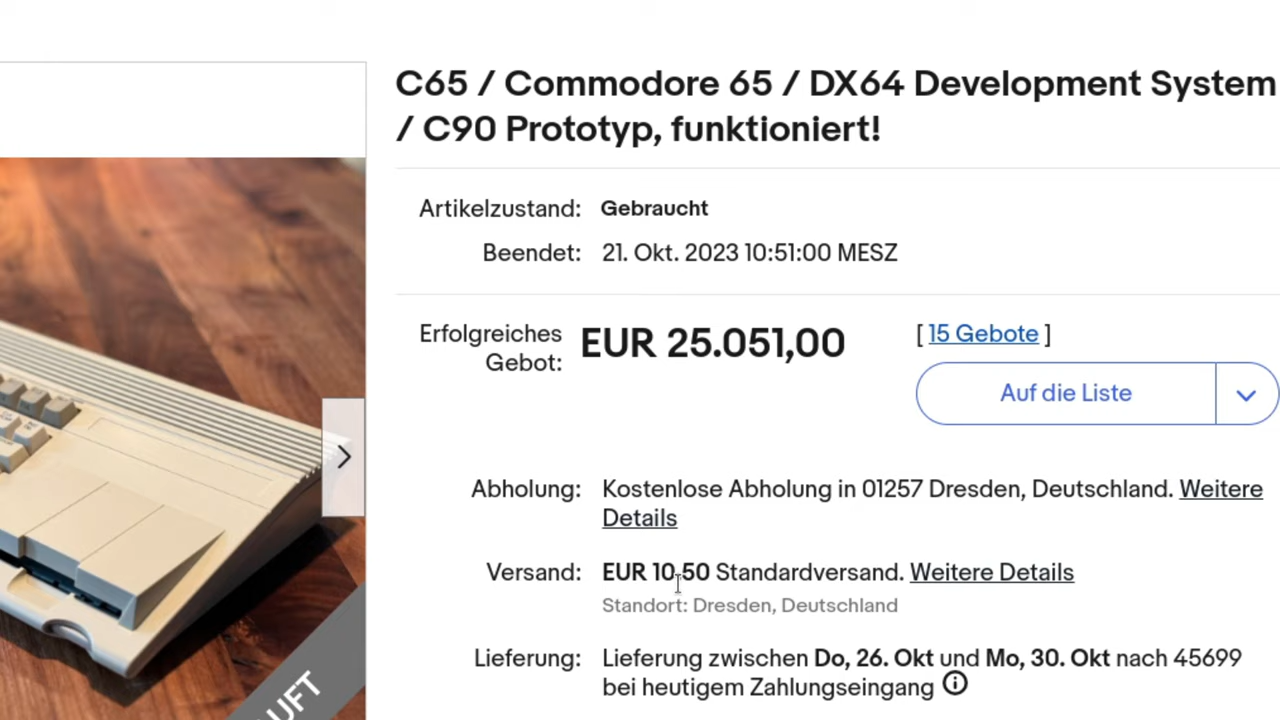 C65 / Commodore 65 / DX64 Development System
/ C90 Prototyp, funktioniert!
Artikelzustand: Gebraucht
Beendet: 21. Okt. 2023 10:51:00 MESZ
Erfolgreiches
Gebot: EUR 25.051,00 [ 15 Gebote ]
Auf die Liste
Abholung: Kostenlose Abholung in 01257 Dresden, Deutschland. Weitere
Details
Versand: EUR 10,50 Standardversand. Weitere Details
Standort: Dresden, Deutschland
Lieferung: Lieferung zwischen Do, 26. Okt und Mo, 30. Okt nach 45699
bei heutigem Zahlungseingang
UFT